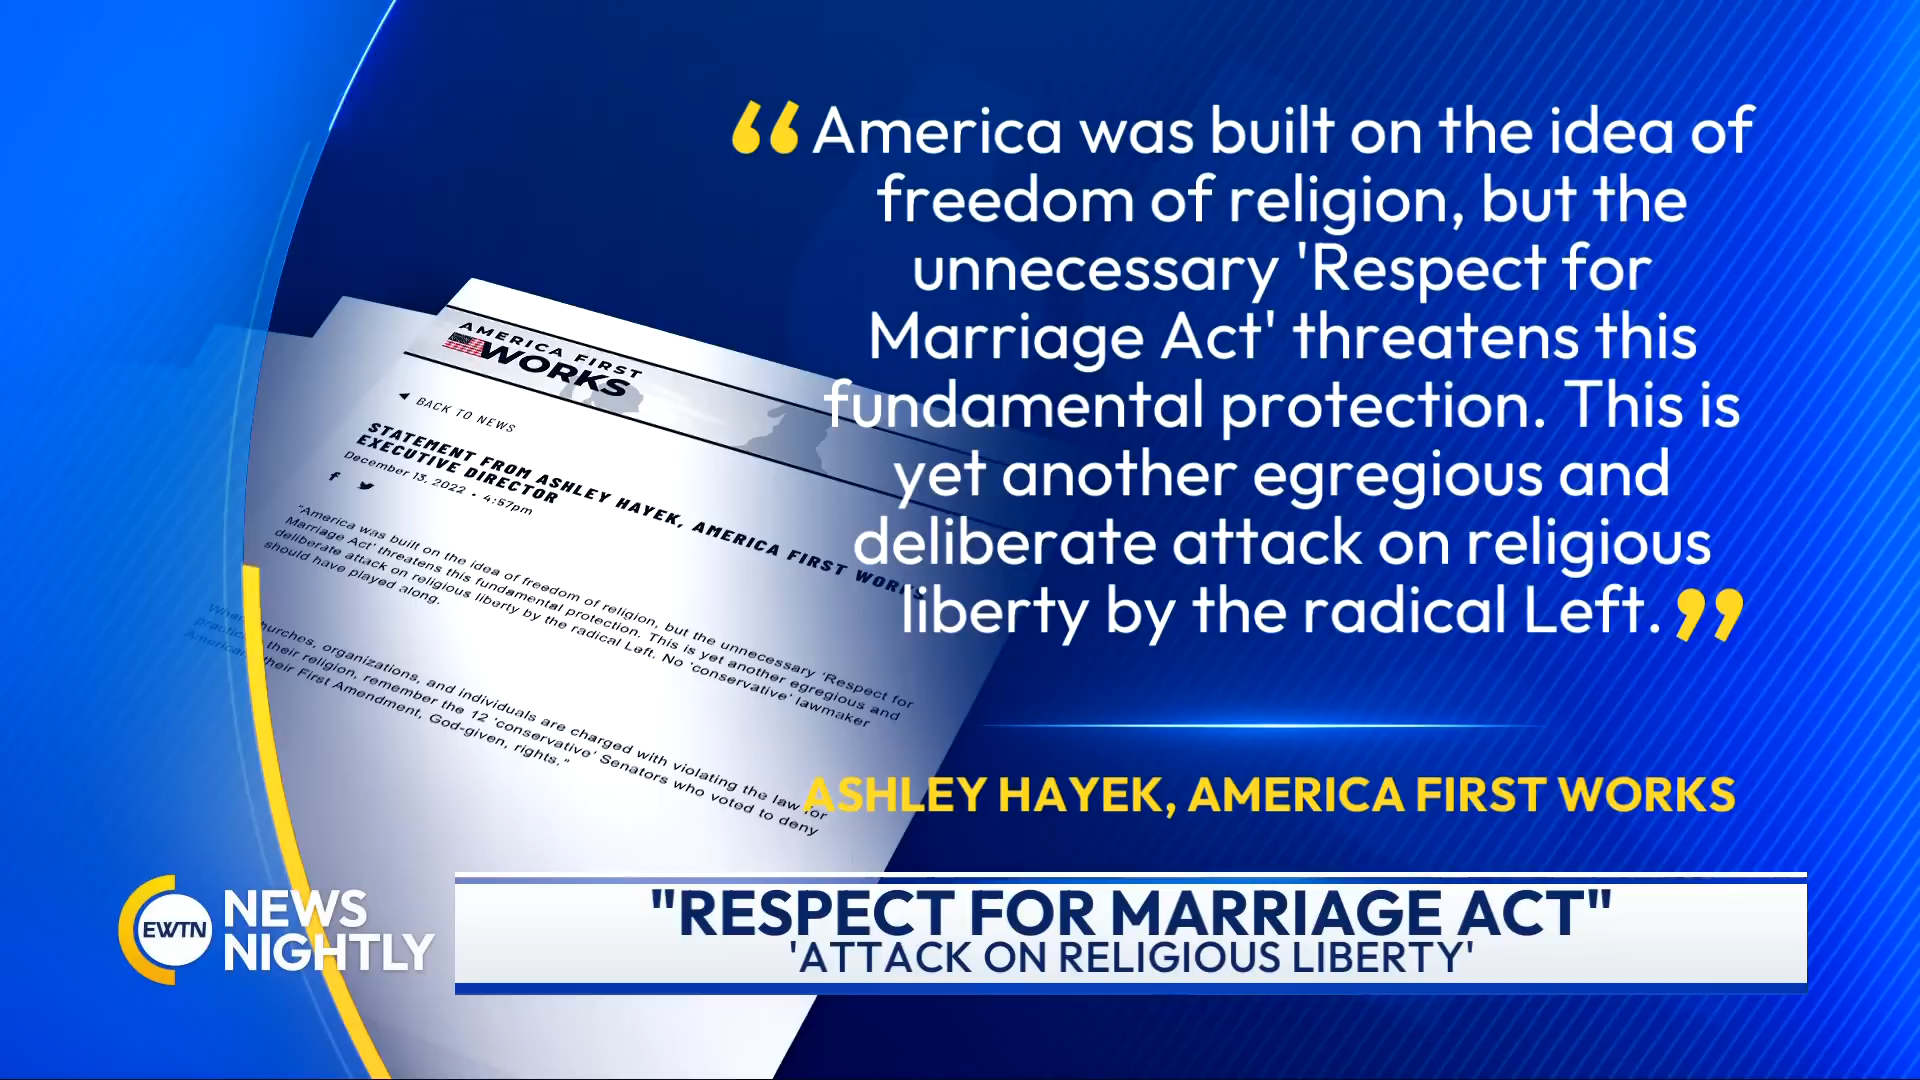 “America was built on the idea of
freedom of religion, but the
unnecessary 'Respect for
Marriage Act' threatens this
fundamental protection. This is
yet another egregious and
deliberate attack on religious
liberty by the radical Left.”
ASHLEY HAYEK, AMERICA FIRST WORKS
AMERICA FIRST
WORKS
BACK TO NEWS
STATEMENT FROM ASHLEY HAYEK, AMERICA FIRST WORKS
EXECUTIVE DIRECTOR
December 13, 2022 • 4:57pm
"America was built on the idea of freedom of religion, but the unnecessary 'Respect for
Marriage Act' threatens this fundamental protection. This is yet another egregious and
deliberate attack on religious liberty by the radical Left. No 'conservative' lawmaker
should have played along.
When churches, organizations, and individuals are charged with violating the law for
practicing their religion, remember the 12 'conservative' Senators who voted to deny
Americans their First Amendment, God-given, rights."
EWTN
NEWS
NIGHTLY
"RESPECT FOR MARRIAGE ACT"
'ATTACK ON RELIGIOUS LIBERTY'